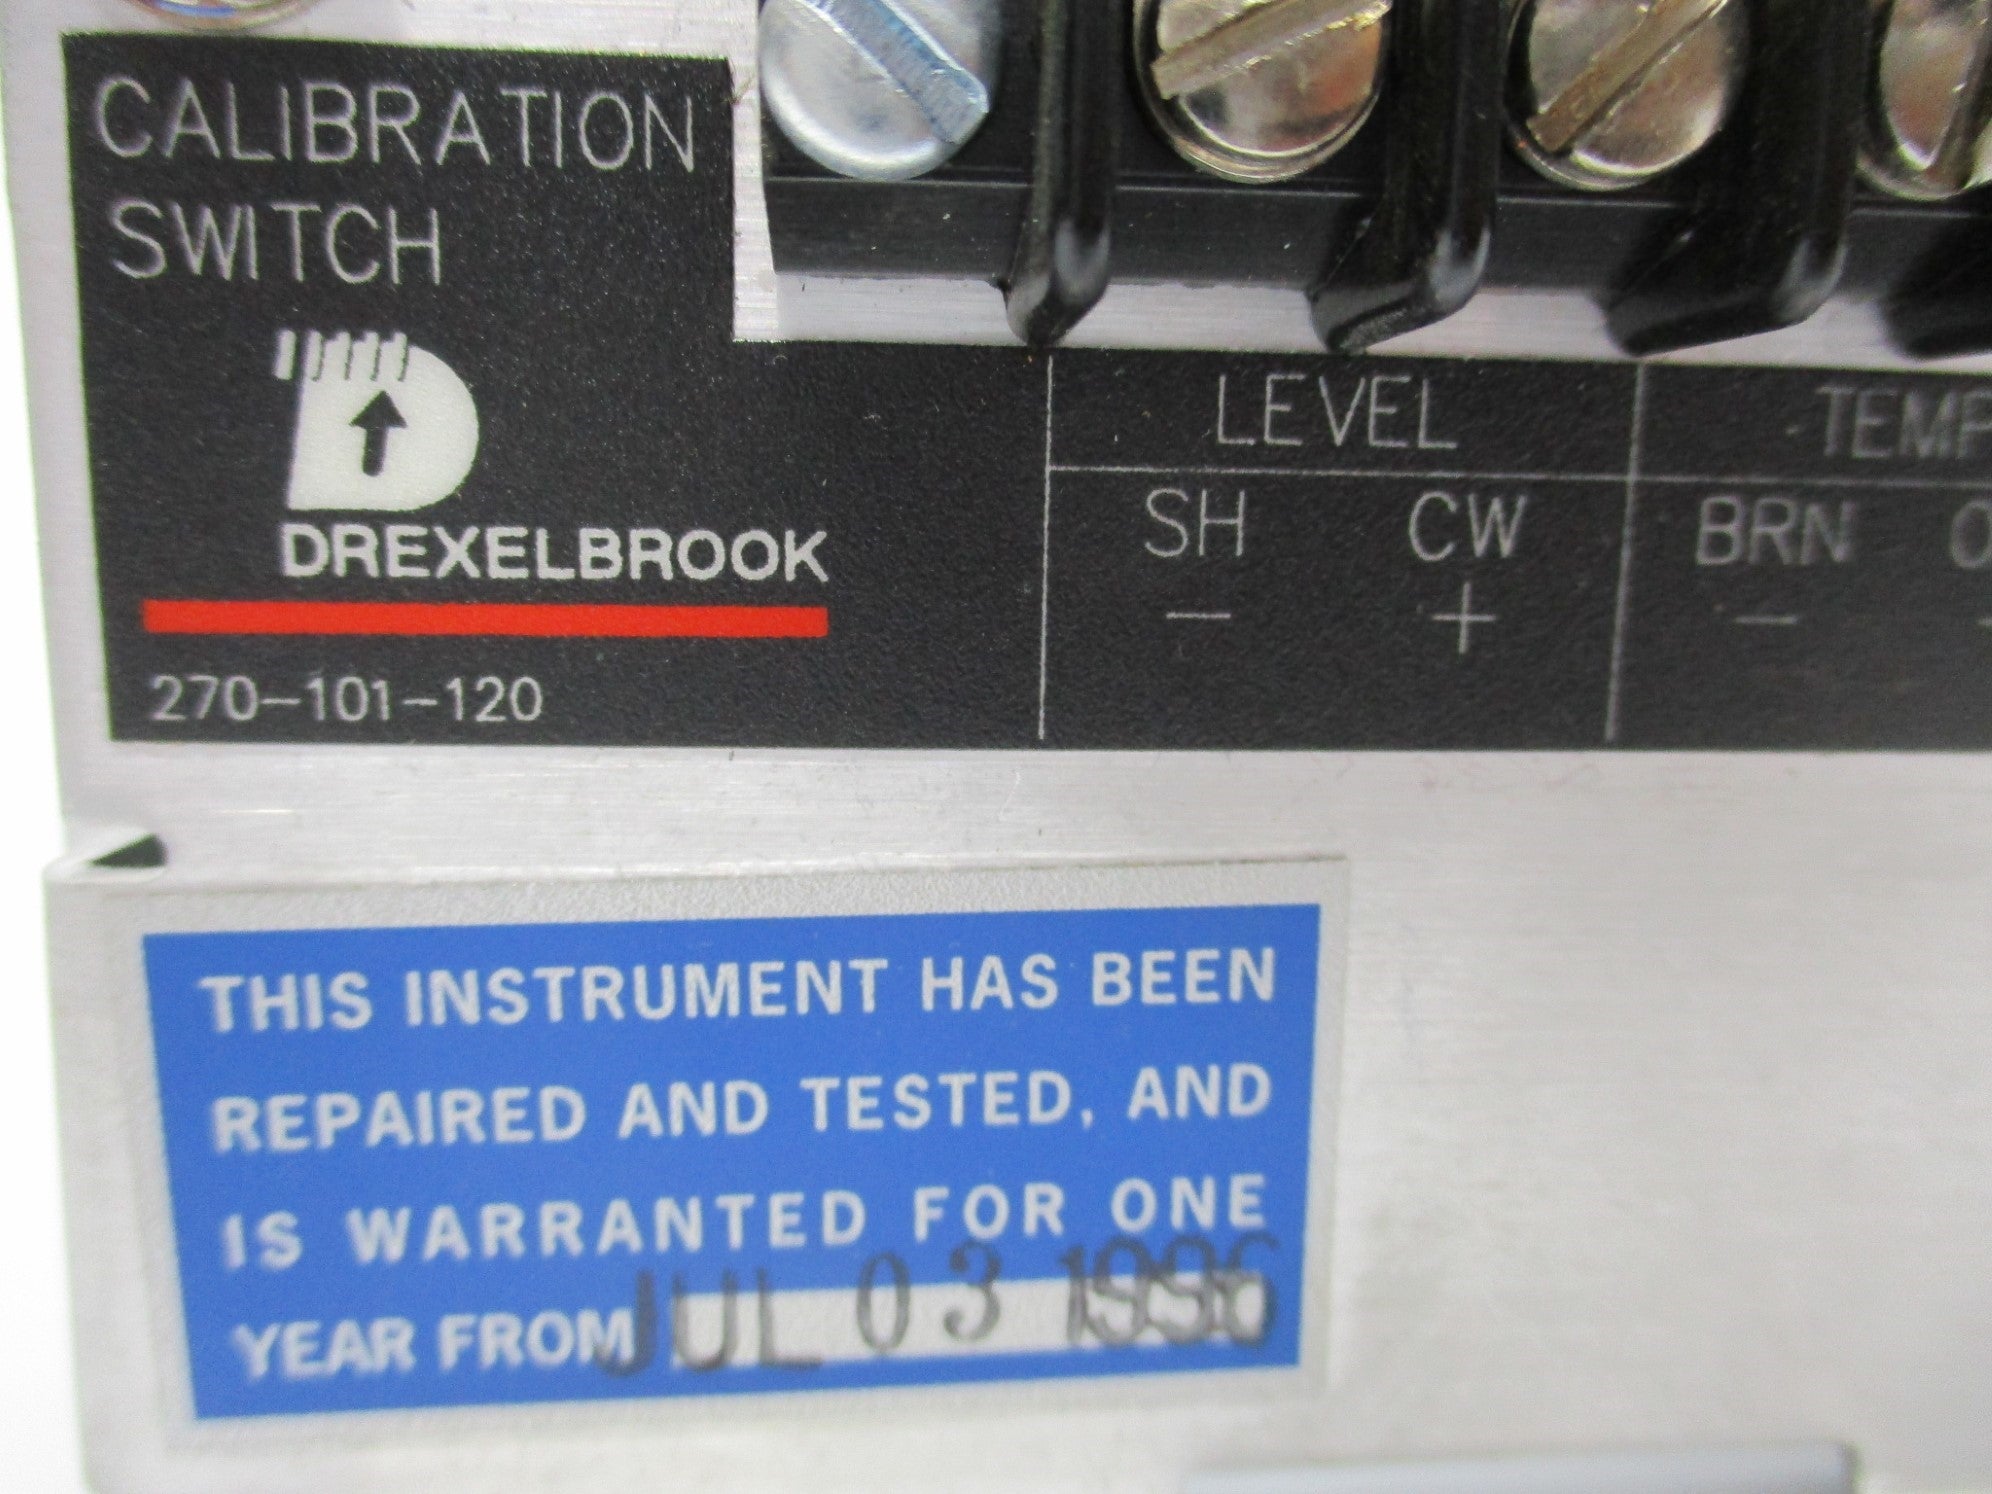 CALIBRATION
SWITCH
DREXELBROOK
270-101-120
LEVEL
SH CW
- +
BRN
-
THIS INSTRUMENT HAS BEEN
REPAIRED AND TESTED, AND
IS WARRANTED FOR ONE
YEAR FROM JUL 03 1996